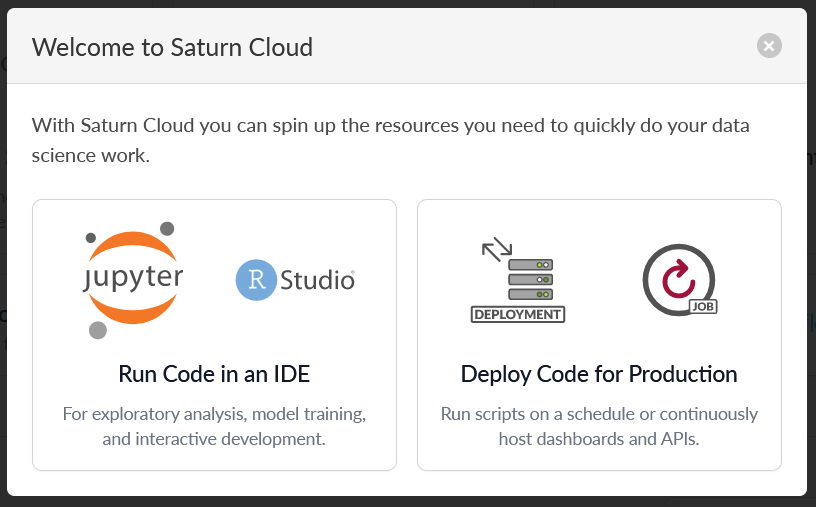 Welcome to Saturn Cloud
With Saturn Cloud you can spin up the resources you need to quickly do your data
science work.
jupyter
R Studio®
Run Code in an IDE
For exploratory analysis, model training,
and interactive development.
DEPLOYMENT
JOB
Deploy Code for Production
Run scripts on a schedule or continuously
host dashboards and APIs.